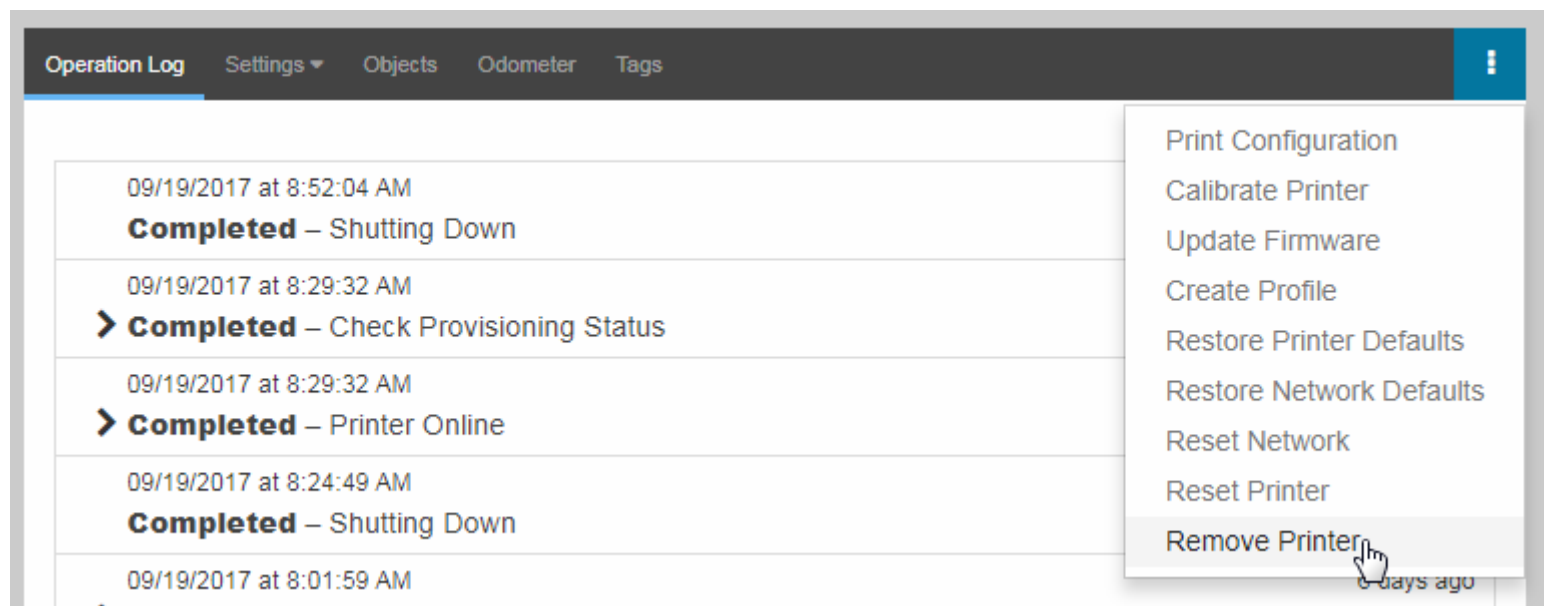 Operation Log Settings Objects Odometer Tags
Print Configuration
Calibrate Printer
Update Firmware
Create Profile
Restore Printer Defaults
Restore Network Defaults
Reset Network
Reset Printer
Remove Printer
09/19/2017 at 8:52:04 AM
Completed – Shutting Down
09/19/2017 at 8:29:32 AM
Completed – Check Provisioning Status
09/19/2017 at 8:29:32 AM
Completed – Printer Online
09/19/2017 at 8:24:49 AM
Completed – Shutting Down
09/19/2017 at 8:01:59 AM
6 days ago